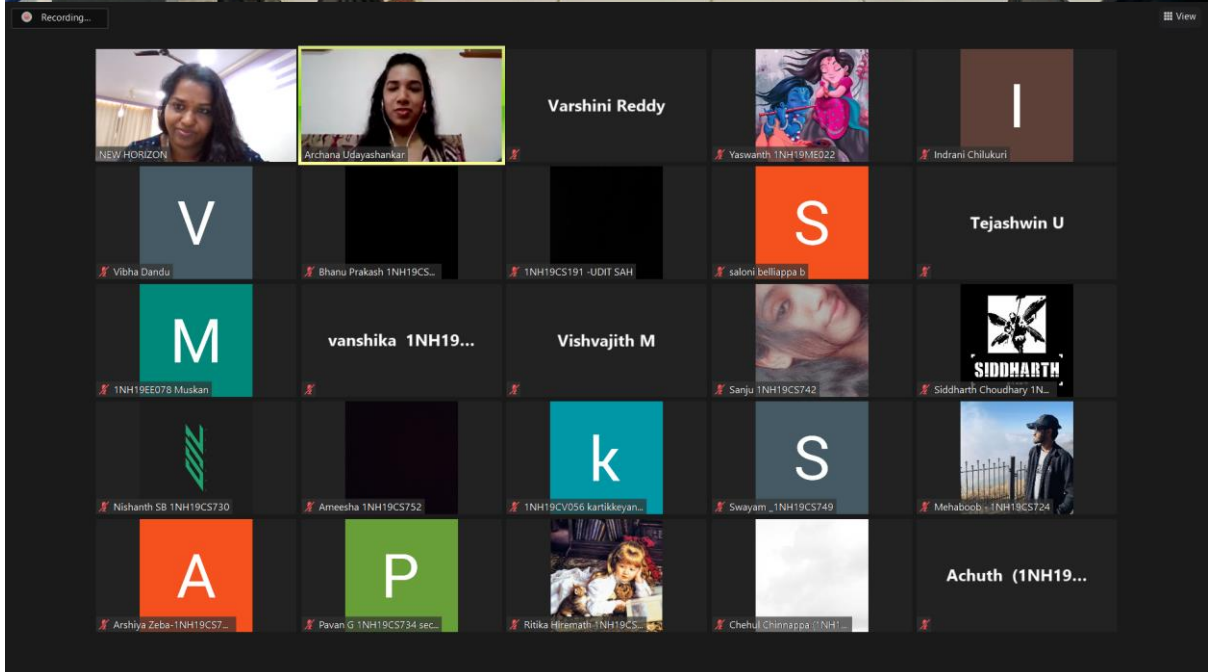 Recording...
View
NEW HORIZON
Archana Udayashankar
Varshini Reddy
Yaswanth 1NH19ME022
I
Indrani Chilukuri
V
Vibha Dandu
Bhanu Prakash 1NH19CS...
1NH19CS191 -UDIT SAH
S
saloni belliappa b
Tejashwin U
M
1NH19EE078 Muskan
vanshika 1NH19...
Vishvajith M
Sanju 1NH19CS742
SIDDHARTH
Siddharth Choudhary 1N...
Nishanth SB 1NH19CS730
Ameesha 1NH19CS752
k
1NH19CV056 kartikkeyan...
S
Swayam _1NH19CS749
Mehaboob - 1NH19CS724
A
Arshiya Zeba-1NH19CS7...
P
Pavan G 1NH19CS734 sec...
Ritika Hiremath 1NH19CS...
Chehul Chinnappa (1NH1...
Achuth (1NH19...